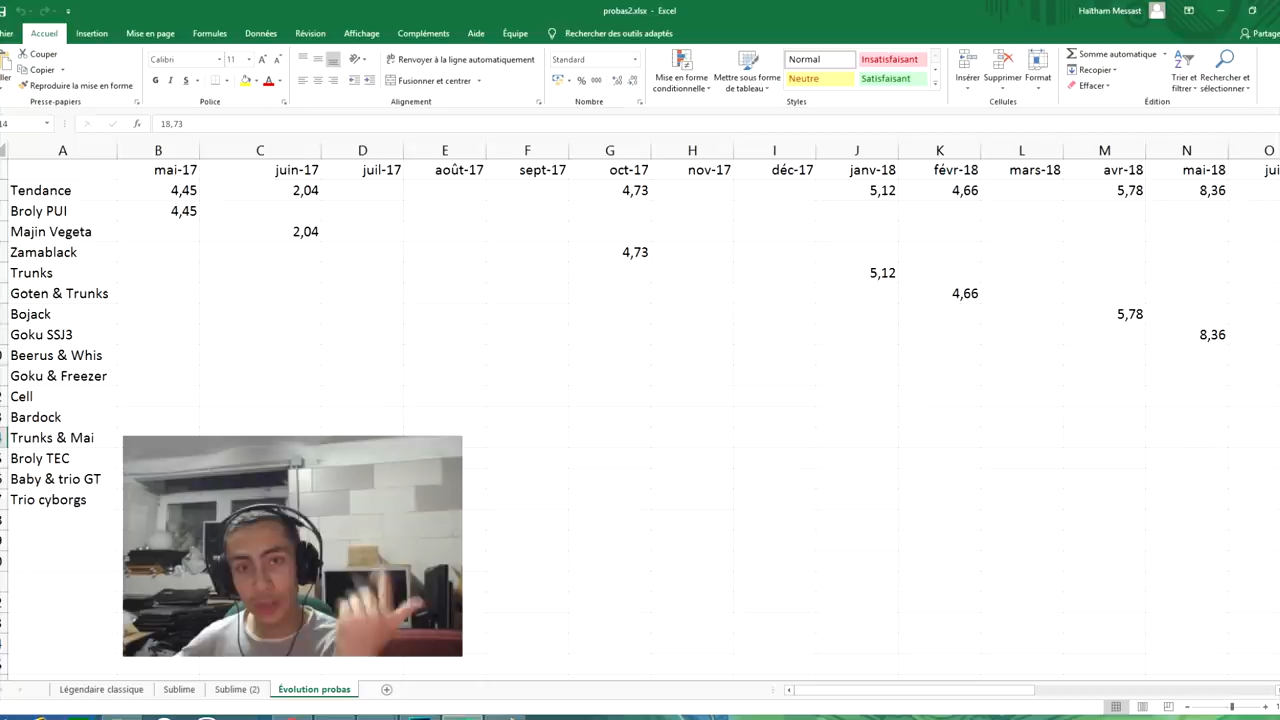 probas2.xlsx - Excel
Haitham Messast
Accueil Insertion Mise en page Formules Données Révision Affichage Compléments Aide Équipe Rechercher des outils adaptés
Couper
Copier
Reproduire la mise en forme
Presse-papiers
Calibri 11
G I S
Police
Renvoyer à la ligne automatiquement
Fusionner et centrer
Alignement
Standard
% 000
Nombre
Mise en forme conditionnelle
Mettre sous forme de tableau
Normal Insatisfaisant
Neutre Satisfaisant
Styles
Insérer Supprimer Format
Cellules
Somme automatique
Recopier
Effacer
Trier et filtrer
Rechercher et sélectionner
Édition
fx 18,73
A B C D E F G H I J K L M N O
mai-17 juin-17 juil-17 août-17 sept-17 oct-17 nov-17 déc-17 janv-18 févr-18 mars-18 avr-18 mai-18
Tendance 4,45 2,04 4,73 5,12 4,66 5,78 8,36
Broly PUI 4,45
Majin Vegeta 2,04
Zamablack 4,73
Trunks 5,12
Goten & Trunks 4,66
Bojack 5,78
Goku SSJ3 8,36
Beerus & Whis
Goku & Freezer
Cell
Bardock
Trunks & Mai
Broly TEC
Baby & trio GT
Trio cyborgs
Légendaire classique Sublime Sublime (2) Évolution probas